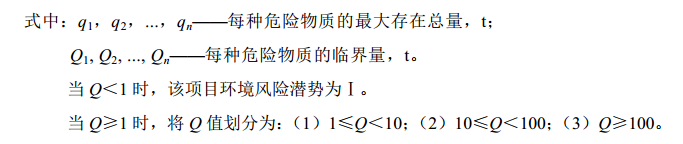 式中：q1，q2，...，qn——每种危险物质的最大存在总量，t；
Q1, Q2, ..., Qn——每种危险物质的临界量，t。
当 Q＜1 时，该项目环境风险潜势为Ⅰ。
当 Q≥1 时，将 Q 值划分为：（1）1≤Q＜10；（2）10≤Q＜100；（3）Q≥100。